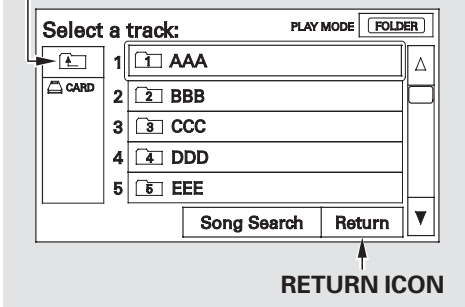 Select a track: PLAY MODE FOLDER
1 1 AAA
CARD
2 2 BBB
3 3 CCC
4 4 DDD
5 5 EEE
Song Search Return
RETURN ICON